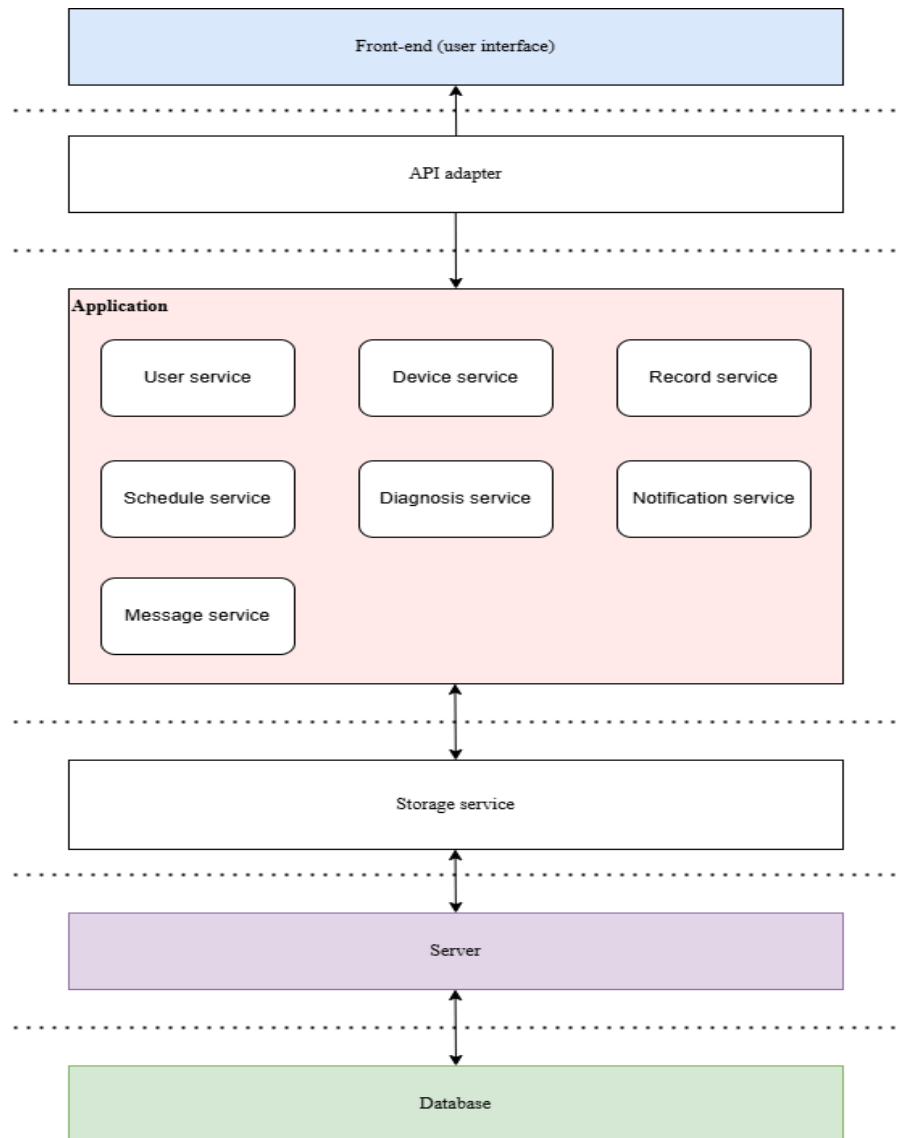 Front-end (user interface)
API adapter
Application
User service
Device service
Record service
Schedule service
Diagnosis service
Notification service
Message service
Storage service
Server
Database